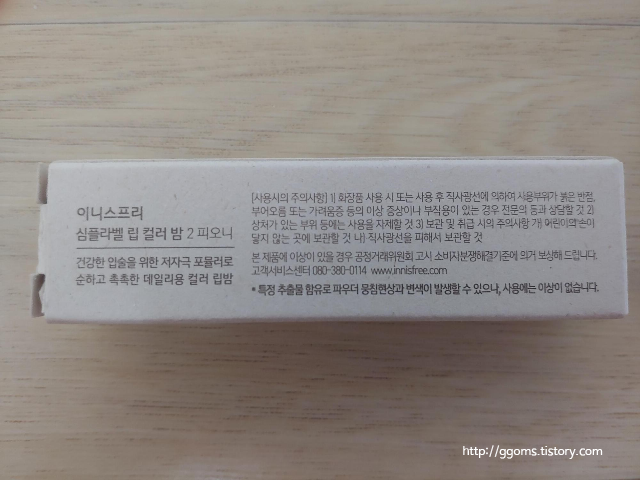 이니스프리
심플라벨 립 컬러 밤 2 피오니
건강한 입술을 위한 저자극 포뮬러로
순하고 촉촉한 데일리용 컬러 립밤
[사용시의 주의사항] 1) 화장품 사용 시 또는 사용 후 직사광선에 의하여 사용부위가 붉은 반점,
부어오름 또는 가려움증 등의 이상 증상이나 부작용이 있는 경우 전문의 등과 상담할 것 2)
상처가 있는 부위 등에는 사용을 자제할 것 3) 보관 및 취급 시의 주의사항 가) 어린이의 손이
닿지 않는 곳에 보관할 것 나) 직사광선을 피해서 보관할 것
본 제품에 이상이 있을 경우 공정거래위원회 고시 소비자분쟁해결기준에 의거 보상해 드립니다.
고객서비스센터 080-380-0114 www.innisfree.com
* 특정 추출물 함유로 파우더 뭉침현상과 변색이 발생할 수 있으나, 사용에는 이상이 없습니다.
http://ggoms.tistory.com